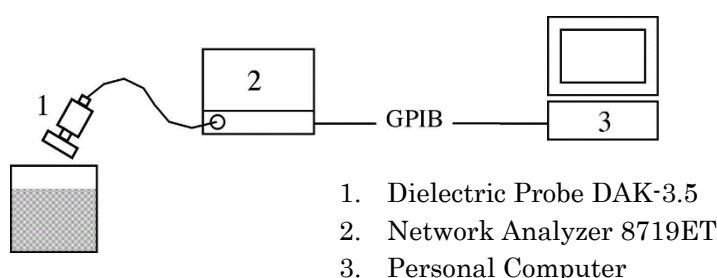 1
2
GPIB
3
1. Dielectric Probe DAK-3.5
2. Network Analyzer 8719ET
3. Personal Computer